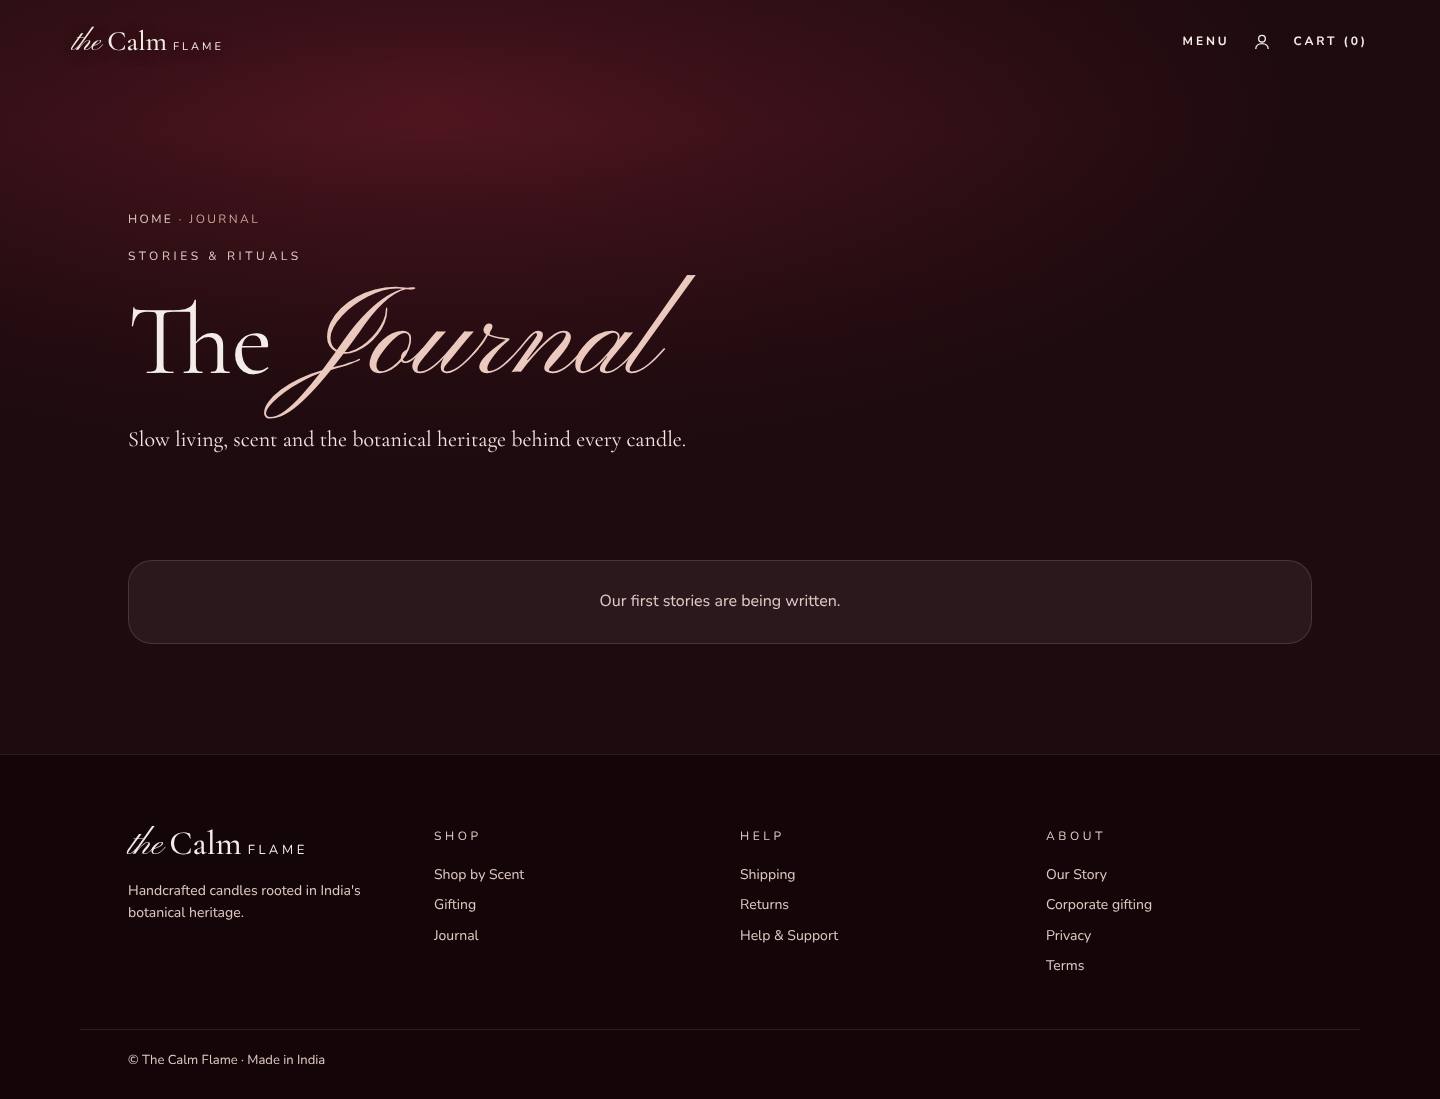 the Calm FLAME
MENU
CART (0)
HOME · JOURNAL
STORIES & RITUALS
The Journal
Slow living, scent and the botanical heritage behind every candle.
Our first stories are being written.
the Calm FLAME
Handcrafted candles rooted in India's
botanical heritage.
SHOP
Shop by Scent
Gifting
Journal
HELP
Shipping
Returns
Help & Support
ABOUT
Our Story
Corporate gifting
Privacy
Terms
© The Calm Flame · Made in India